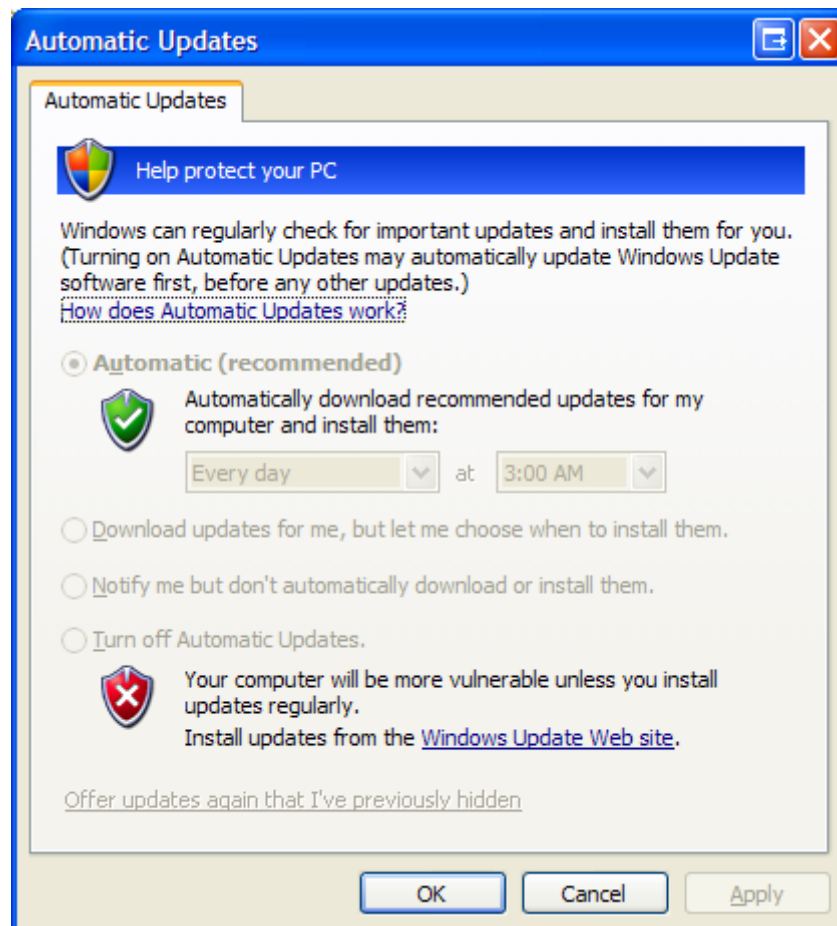 Automatic Updates
Automatic Updates
Help protect your PC
Windows can regularly check for important updates and install them for you.
(Turning on Automatic Updates may automatically update Windows Update
software first, before any other updates.)
How does Automatic Updates work?
Automatic (recommended)
Automatically download recommended updates for my
computer and install them:
Every day at 3:00 AM
Download updates for me, but let me choose when to install them.
Notify me but don't automatically download or install them.
Turn off Automatic Updates.
Your computer will be more vulnerable unless you install
updates regularly.
Install updates from the Windows Update Web site.
Offer updates again that I've previously hidden
OK Cancel Apply